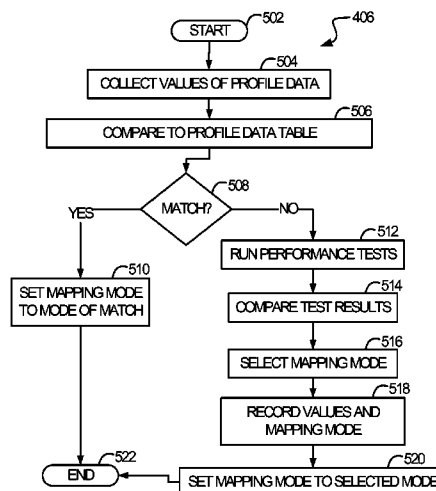 502
START
406
504
COLLECT VALUES OF PROFILE DATA
506
COMPARE TO PROFILE DATA TABLE
508
MATCH?
YES
NO
512
RUN PERFORMANCE TESTS
510
SET MAPPING MODE
TO MODE OF MATCH
514
COMPARE TEST RESULTS
516
SELECT MAPPING MODE
518
RECORD VALUES AND
MAPPING MODE
522
END
520
SET MAPPING MODE TO SELECTED MODE